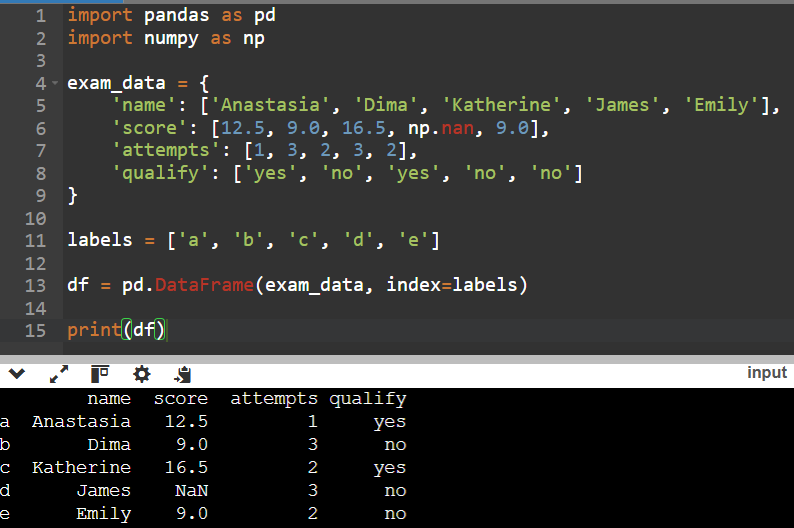 1 import pandas as pd
2 import numpy as np
3
4 exam_data = {
5     'name': ['Anastasia', 'Dima', 'Katherine', 'James', 'Emily'],
6     'score': [12.5, 9.0, 16.5, np.nan, 9.0],
7     'attempts': [1, 3, 2, 3, 2],
8     'qualify': ['yes', 'no', 'yes', 'no', 'no']
9 }
10
11 labels = ['a', 'b', 'c', 'd', 'e']
12
13 df = pd.DataFrame(exam_data, index=labels)
14
15 print(df)
input
        name  score  attempts qualify
a  Anastasia   12.5         1     yes
b       Dima    9.0         3      no
c  Katherine   16.5         2     yes
d      James    NaN         3      no
e      Emily    9.0         2      no